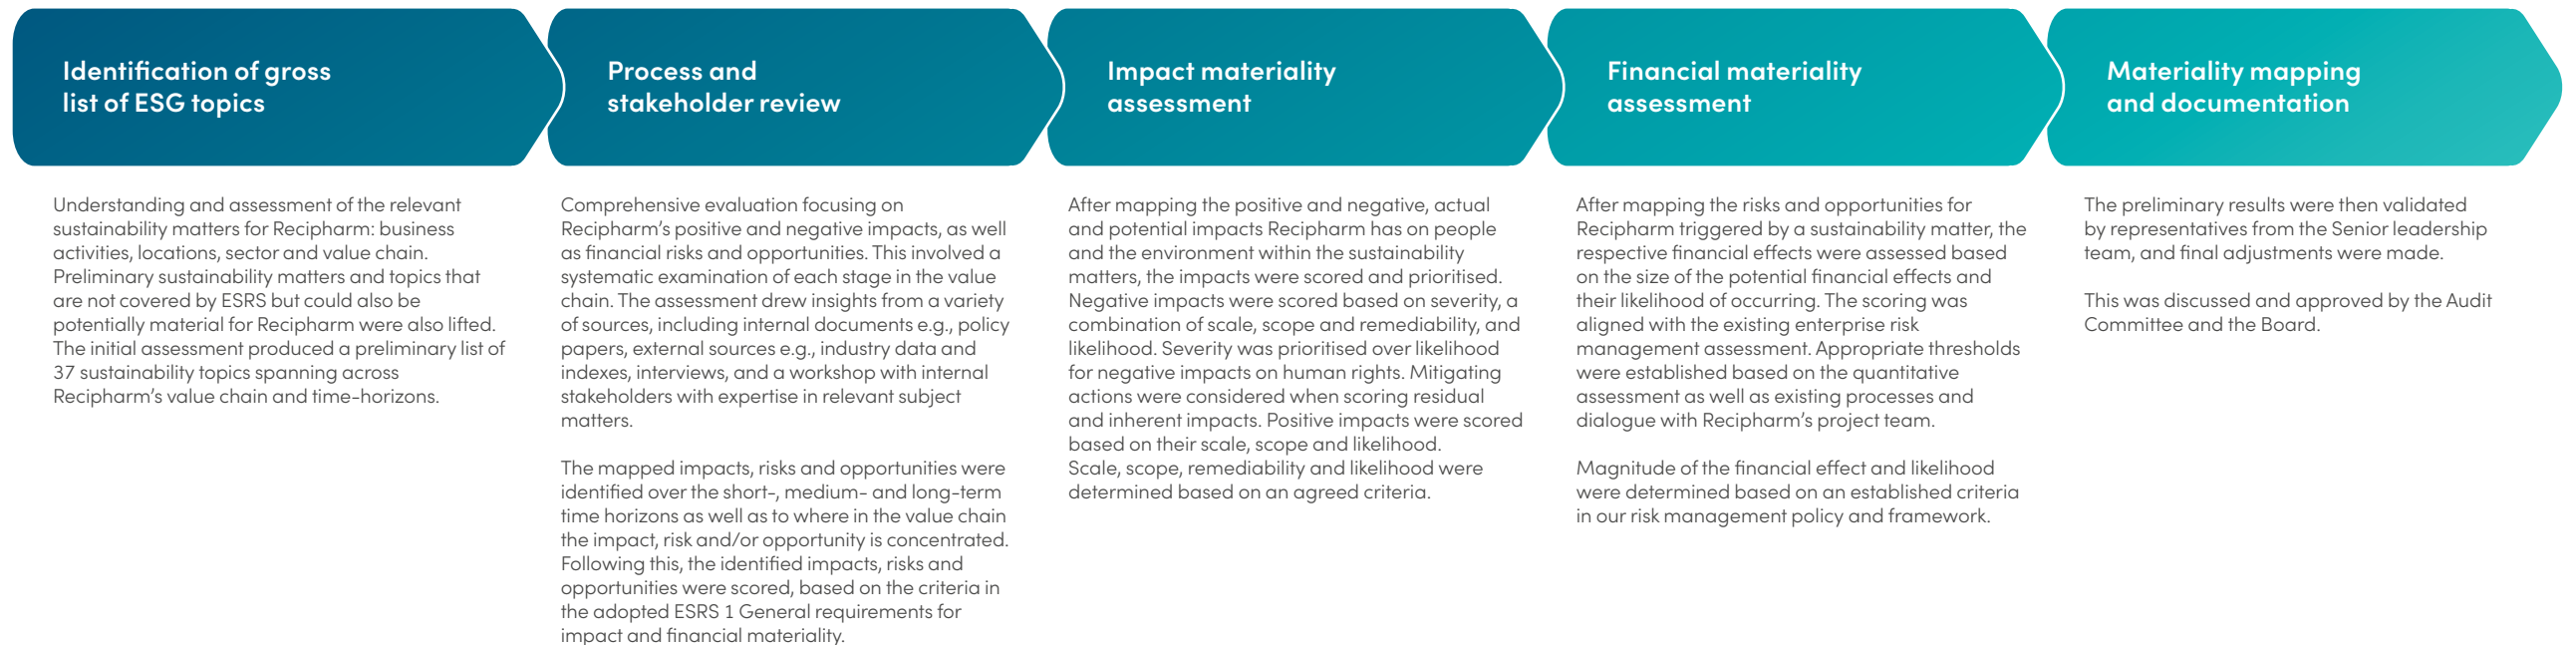 Identification of gross
list of ESG topics
Understanding and assessment of the relevant
sustainability matters for Recipharm: business
activities, locations, sector and value chain.
Preliminary sustainability matters and topics that
are not covered by ESRS but could also be
potentially material for Recipharm were also lifted.
The initial assessment produced a preliminary list of
37 sustainability topics spanning across
Recipharm's value chain and time-horizons.
Process and
stakeholder review
Comprehensive evaluation focusing on
Recipharm's positive and negative impacts, as well
as financial risks and opportunities. This involved a
systematic examination of each stage in the value
chain. The assessment drew insights from a variety
of sources, including internal documents e.g., policy
papers, external sources e.g., industry data and
indexes, interviews, and a workshop with internal
stakeholders with expertise in relevant subject
matters.
The mapped impacts, risks and opportunities were
identified over the short-, medium- and long-term
time horizons as well as to where in the value chain
the impact, risk and/or opportunity is concentrated.
Following this, the identified impacts, risks and
opportunities were scored, based on the criteria in
the adopted ESRS 1 General requirements for
impact and financial materiality.
Impact materiality
assessment
After mapping the positive and negative, actual
and potential impacts Recipharm has on people
and the environment within the sustainability
matters, the impacts were scored and prioritised.
Negative impacts were scored based on severity, a
combination of scale, scope and remediability, and
likelihood. Severity was prioritised over likelihood
for negative impacts on human rights. Mitigating
actions were considered when scoring residual
and inherent impacts. Positive impacts were scored
based on their scale, scope and likelihood.
Scale, scope, remediability and likelihood were
determined based on an agreed criteria.
Financial materiality
assessment
After mapping the risks and opportunities for
Recipharm triggered by a sustainability matter, the
respective financial effects were assessed based
on the size of the potential financial effects and
their likelihood of occurring. The scoring was
aligned with the existing enterprise risk
management assessment. Appropriate thresholds
were established based on the quantitative
assessment as well as existing processes and
dialogue with Recipharm's project team.
Magnitude of the financial effect and likelihood
were determined based on an established criteria
in our risk management policy and framework.
Materiality mapping
and documentation
The preliminary results were then validated
by representatives from the Senior leadership
team, and final adjustments were made.
This was discussed and approved by the Audit
Committee and the Board.